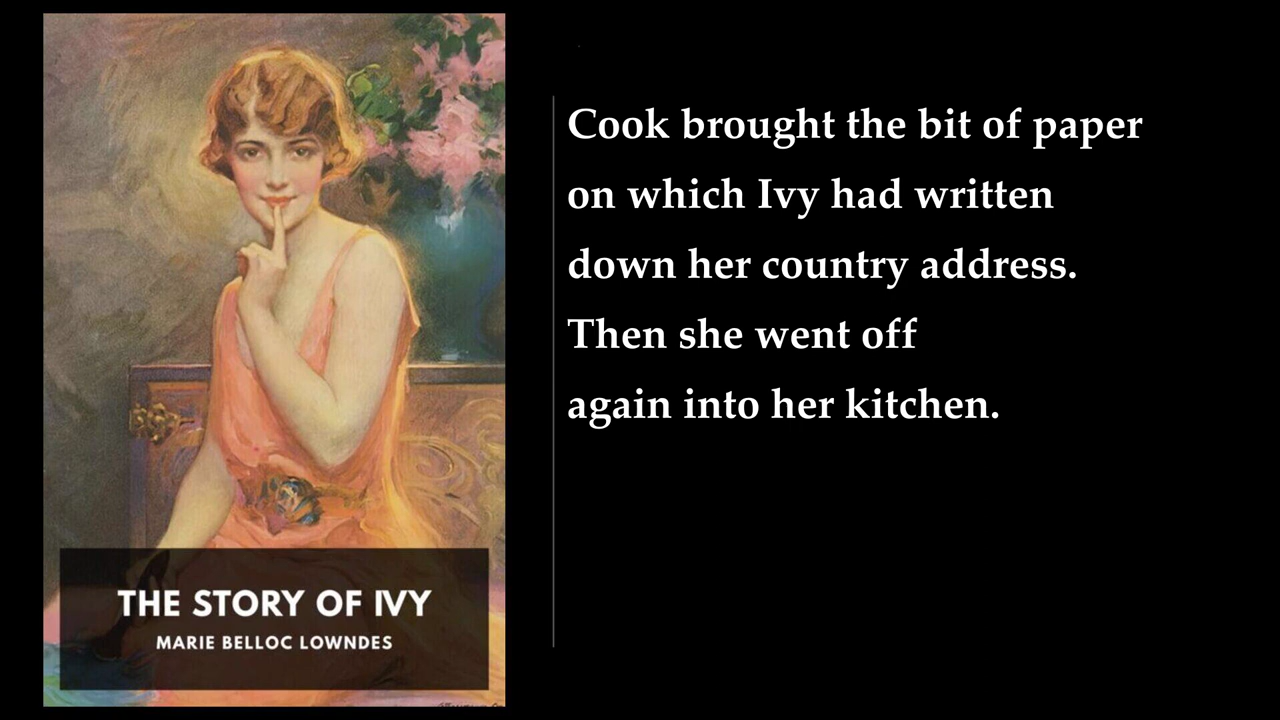 THE STORY OF IVY
MARIE BELLOC LOWNDES
Cook brought the bit of paper
on which Ivy had written
down her country address.
Then she went off
again into her kitchen.